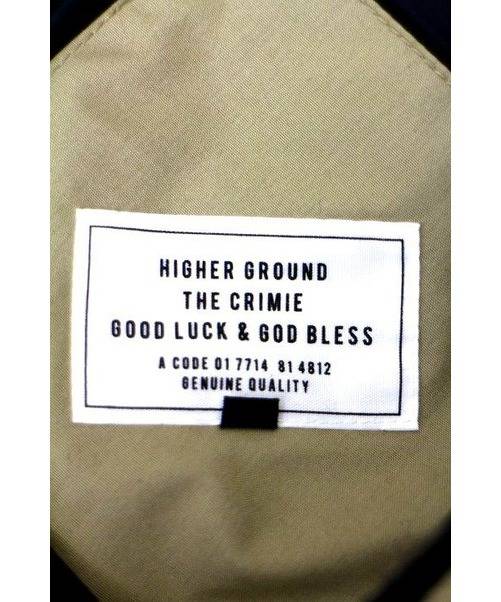 HIGHER GROUND
THE CRIMIE
GOOD LUCK & GOD BLESS
A CODE 01 7714 81 4812
GENUINE QUALITY